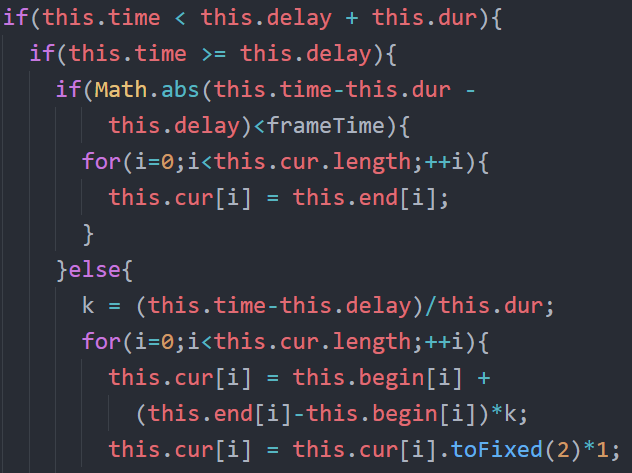 if(this.time < this.delay + this.dur){
if(this.time >= this.delay){
if(Math.abs(this.time-this.dur -
this.delay)<frameTime){
for(i=0;i<this.cur.length;++i){
this.cur[i] = this.end[i];
}
}else{
k = (this.time-this.delay)/this.dur;
for(i=0;i<this.cur.length;++i){
this.cur[i] = this.begin[i] +
(this.end[i]-this.begin[i])*k;
this.cur[i] = this.cur[i].toFixed(2)*1;